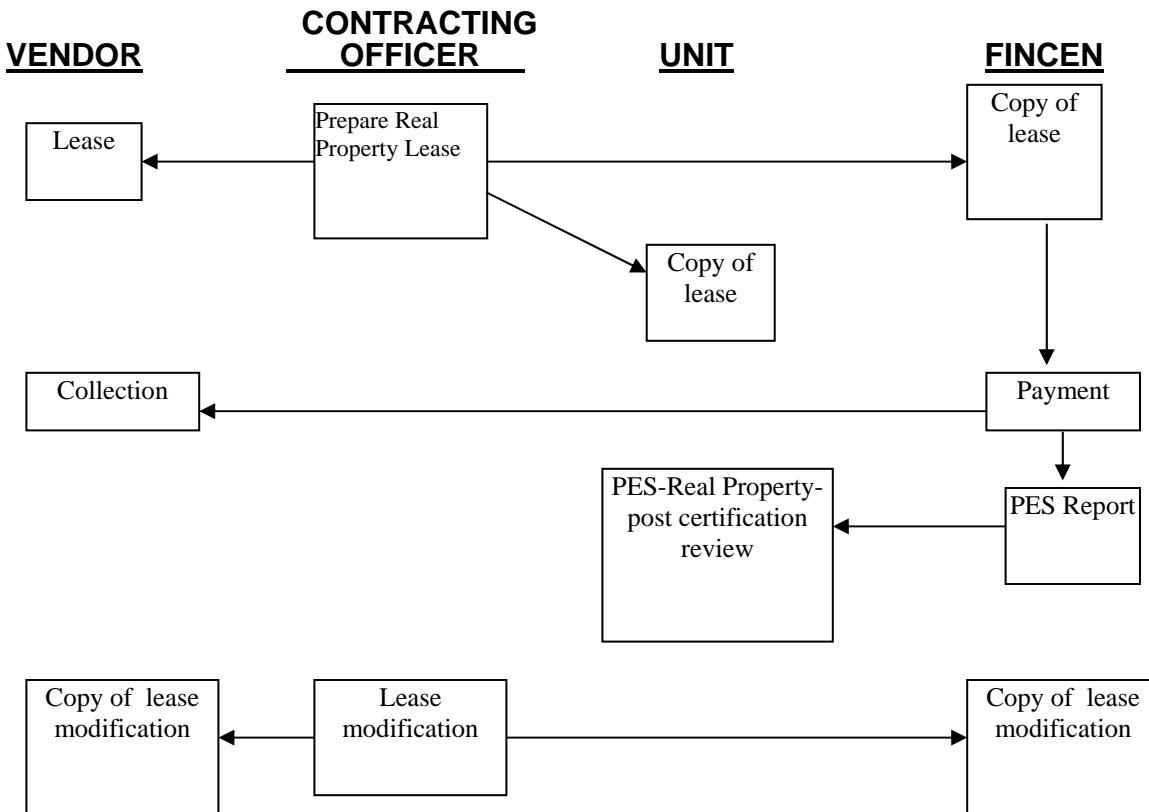 CONTRACTING
VENDOR OFFICER UNIT FINCEN
Lease
Prepare Real
Property Lease
Copy of
lease
Copy of
lease
Collection
Payment
PES-Real Property-
post certification
review
PES Report
Copy of lease
modification
Lease
modification
Copy of lease
modification